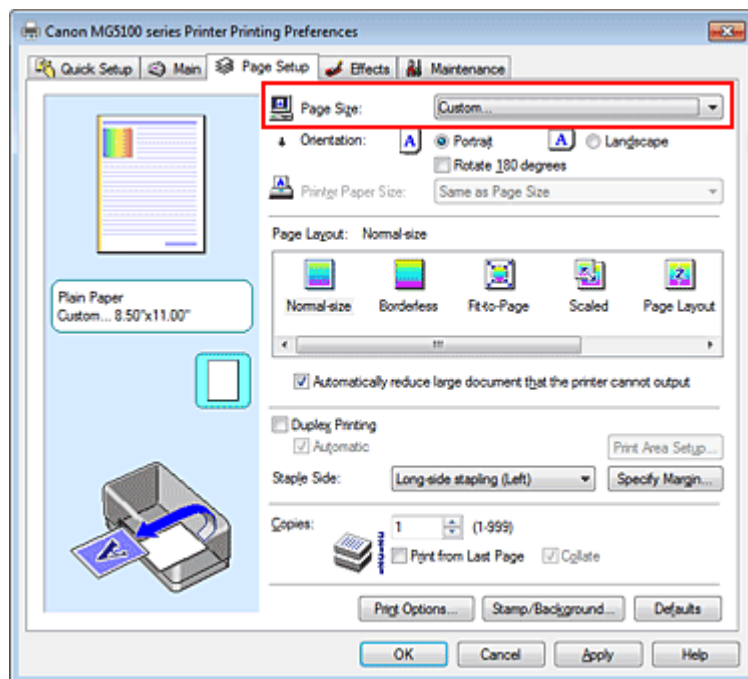 Canon MG5100 series Printer Printing Preferences
Quick Setup Main Page Setup Effects Maintenance
Page Size: Custom...
Orientation: A Portrait A Landscape
Rotate 180 degrees
Printer Paper Size: Same as Page Size
Page Layout: Normal-size
Normal-size Borderless Fit-to-Page Scaled Page Layout
Plain Paper
Custom... 8.50"x11.00"
Automatically reduce large document that the printer cannot output
Duplex Printing
Automatic
Print Area Setup...
Staple Side: Long-side stapling (Left) Specify Margin...
Copies: 1 (1-999)
Print from Last Page Collate
Print Options... Stamp/Background... Defaults
OK Cancel Apply Help